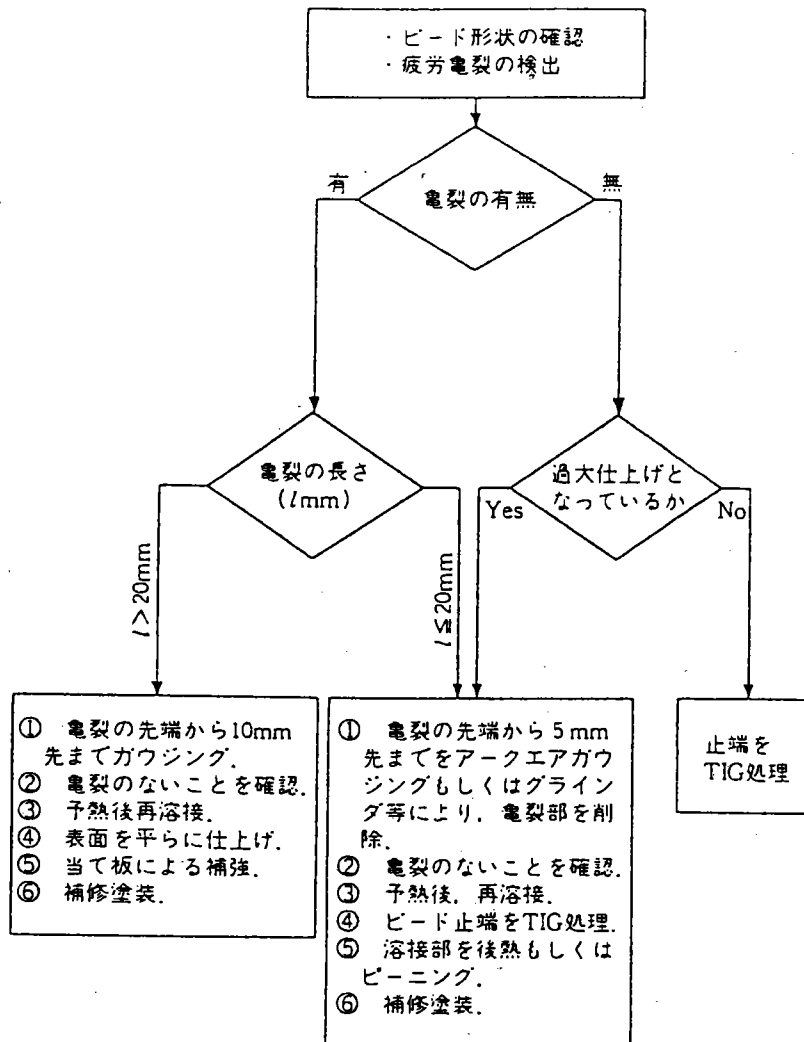 ・ビード形状の確認
・疲労亀裂の検出
有
無
亀裂の有無
亀裂の長さ
(lmm)
過大仕上げと
なっているか
Yes
No
l＞20mm
l≦20mm
① 亀裂の先端から10mm
先までガウジング.
② 亀裂のないことを確認.
③ 予熱後再溶接.
④ 表面を平らに仕上げ.
⑤ 当て板による補強.
⑥ 補修塗装.
① 亀裂の先端から5mm
先までをアークエアガウ
ジングもしくはグライン
ダ等により，亀裂部を削
除.
② 亀裂のないことを確認.
③ 予熱後，再溶接.
④ ビード止端をTIG処理.
⑤ 溶接部を後熱もしくは
ピーニング.
⑥ 補修塗装.
止端を
TIG処理